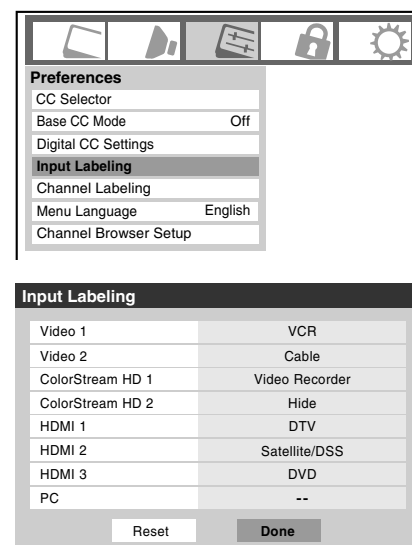 Preferences
CC Selector
Base CC Mode Off
Digital CC Settings
Input Labeling
Channel Labeling
Menu Language English
Channel Browser Setup
Input Labeling
Video 1 VCR
Video 2 Cable
ColorStream HD 1 Video Recorder
ColorStream HD 2 Hide
HDMI 1 DTV
HDMI 2 Satellite/DSS
HDMI 3 DVD
PC --
Reset Done